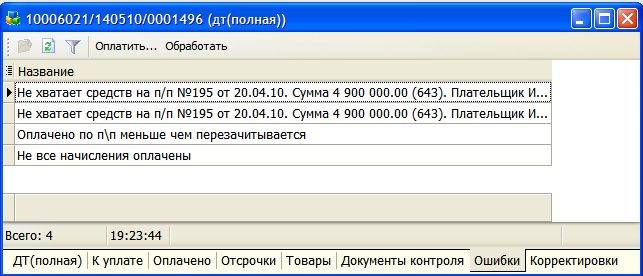 10006021/140510/0001496 (дт(полная))
Оплатить... Обработать
Название
Не хватает средств на п/п №195 от 20.04.10. Сумма 4 900 000.00 (643). Плательщик И...
Не хватает средств на п/п №195 от 20.04.10. Сумма 4 900 000.00 (643). Плательщик И...
Оплачено по п\п меньше чем перезачитывается
Не все начисления оплачены
Всего: 4 19:23:44
ДТ(полная) К уплате Оплачено Отсрочки Товары Документы контроля Ошибки Корректировки